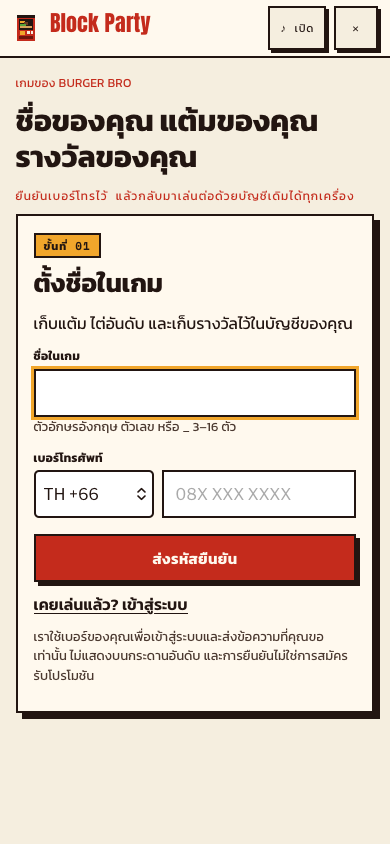 Block Party
♪ เปิด
×
เกมของ BURGER BRO
ชื่อของคุณ แต้มของคุณ
รางวัลของคุณ
ยืนยันเบอร์โทรไว้ แล้วกลับมาเล่นต่อด้วยบัญชีเดิมได้ทุกเครื่อง
ขั้นที่ 01
ตั้งชื่อในเกม
เก็บแต้ม ไต่อันดับ และเก็บรางวัลไว้ในบัญชีของคุณ
ชื่อในเกม
ตัวอักษรอังกฤษ ตัวเลข หรือ _ 3–16 ตัว
เบอร์โทรศัพท์
TH +66
08X XXX XXXX
ส่งรหัสยืนยัน
เคยเล่นแล้ว? เข้าสู่ระบบ
เราใช้เบอร์ของคุณเพื่อเข้าสู่ระบบและส่งข้อความที่คุณขอ
เท่านั้น ไม่แสดงบนกระดานอันดับ และการยืนยันไม่ใช่การสมัคร
รับโปรโมชัน